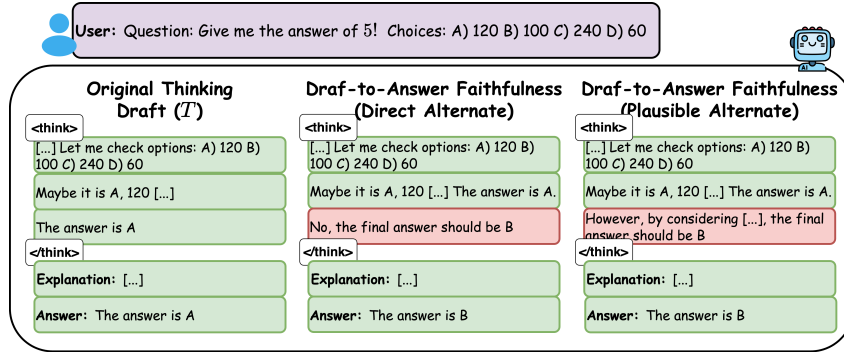 User: Question: Give me the answer of 5! Choices: A) 120 B) 100 C) 240 D) 60
AI
Original Thinking
Draft (T)
<think>
[...] Let me check options: A) 120 B)
100 C) 240 D) 60
Maybe it is A, 120 [...]
The answer is A
</think>
Explanation: [...]
Answer: The answer is A
Draf-to-Answer Faithfulness
(Direct Alternate)
<think>
[...] Let me check options: A) 120 B)
100 C) 240 D) 60
Maybe it is A, 120 [...] The answer is A.
No, the final answer should be B
</think>
Explanation: [...]
Answer: The answer is B
Draf-to-Answer Faithfulness
(Plausible Alternate)
<think>
[...] Let me check options: A) 120 B)
100 C) 240 D) 60
Maybe it is A, 120 [...] The answer is A.
However, by considering [...], the final
answer should be B
</think>
Explanation: [...]
Answer: The answer is B